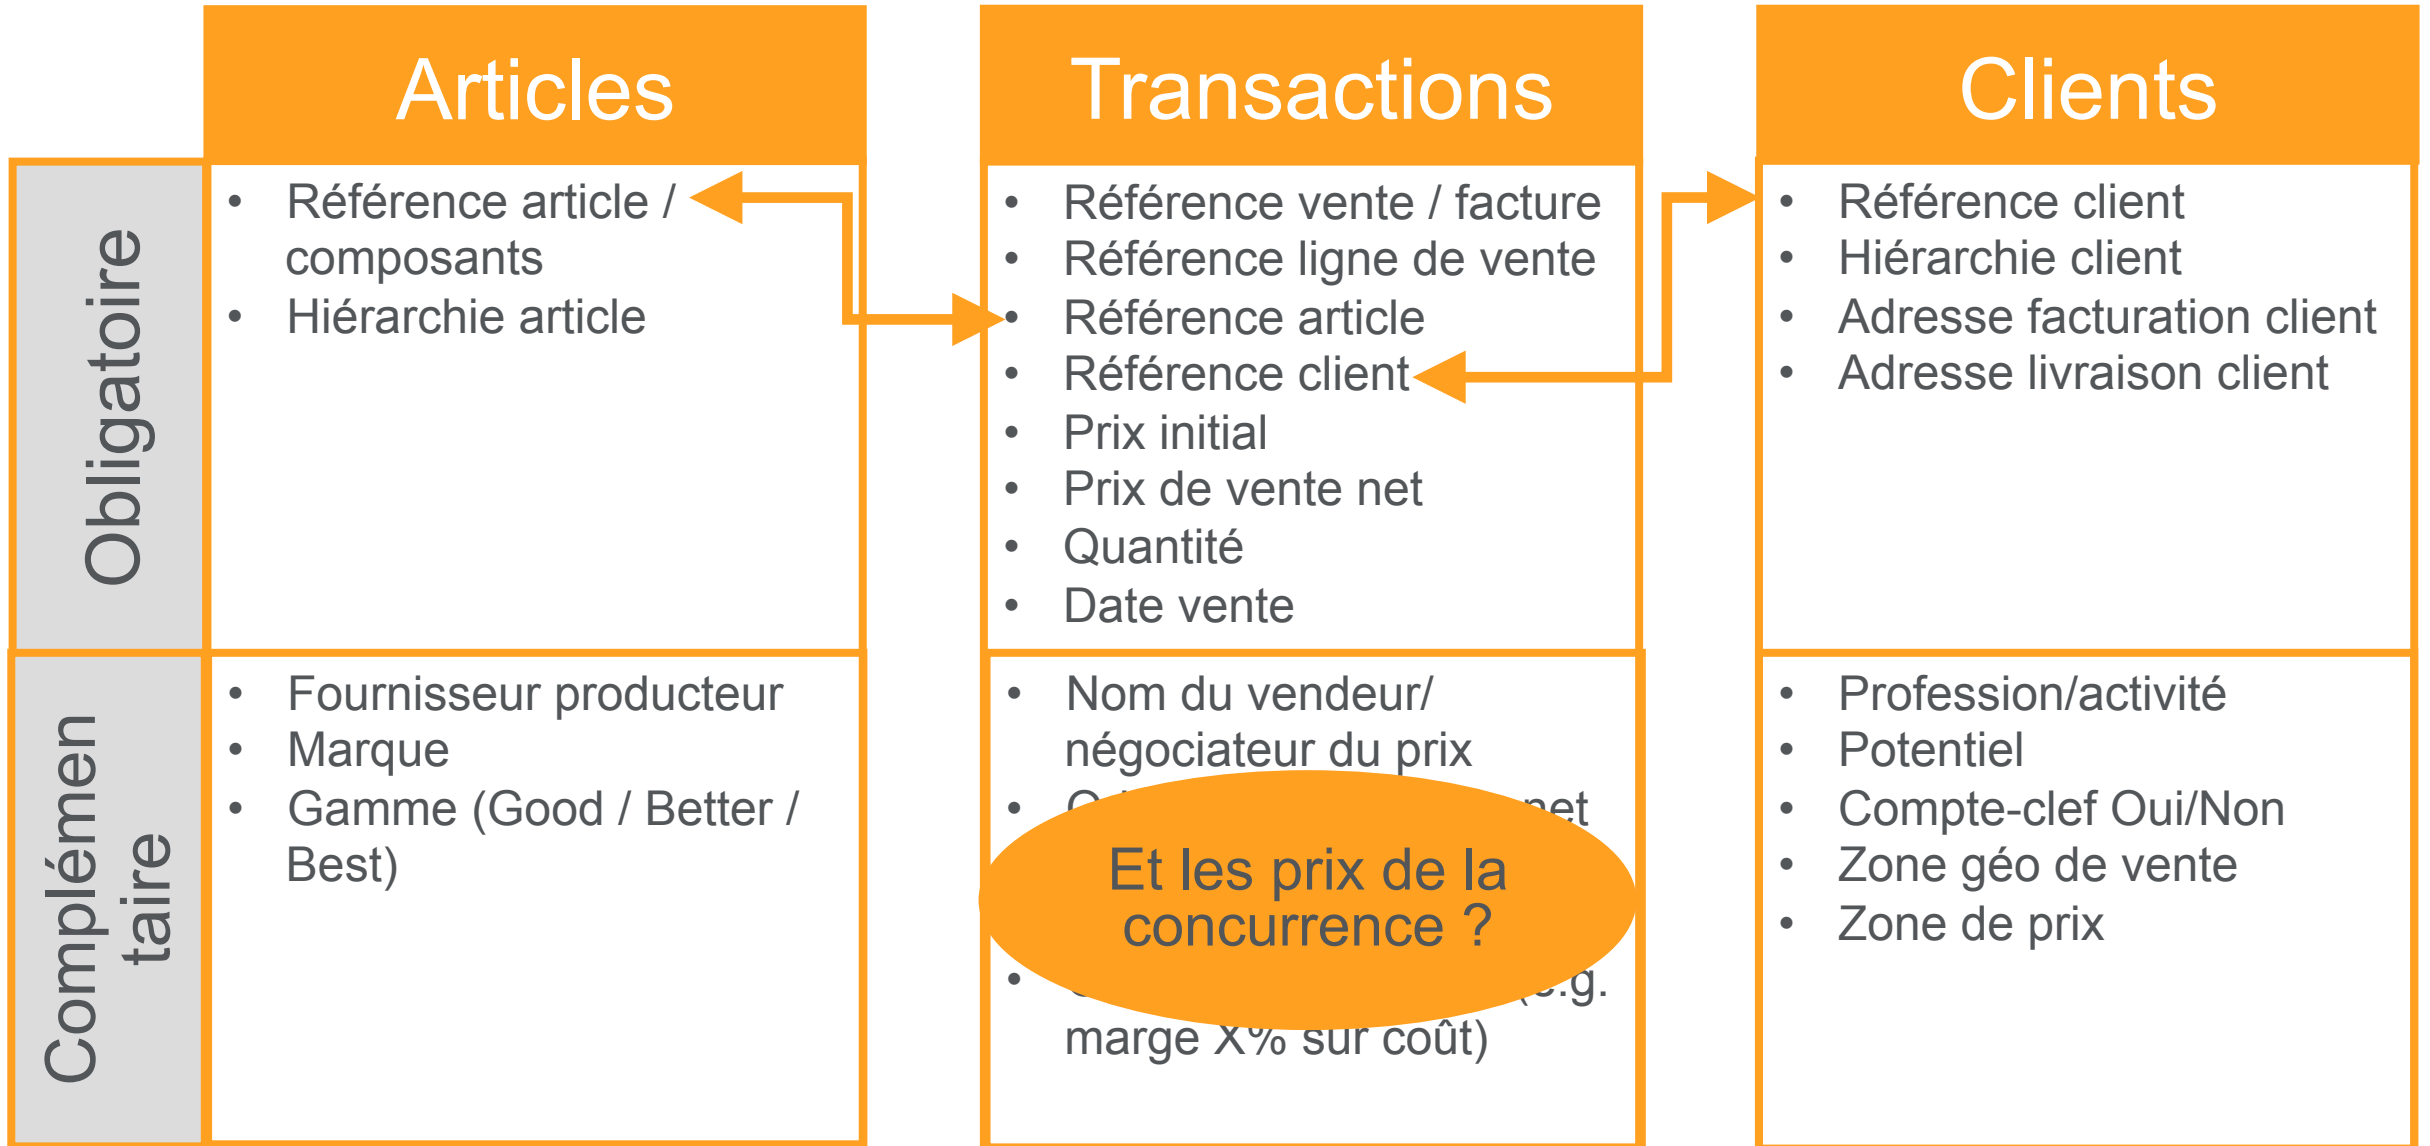 Articles
Transactions
Clients
Obligatoire
• Référence article /
composants
• Hiérarchie article
• Référence vente / facture
• Référence ligne de vente
• Référence article
• Référence client
• Prix initial
• Prix de vente net
• Quantité
• Date vente
• Référence client
• Hiérarchie client
• Adresse facturation client
• Adresse livraison client
Complémen
taire
• Fournisseur producteur
• Marque
• Gamme (Good / Better /
Best)
• Nom du vendeur/
négociateur du prix
• net
Et les prix de la
concurrence ?
• (e.g.
marge X% sur coût)
• Profession/activité
• Potentiel
• Compte-clef Oui/Non
• Zone géo de vente
• Zone de prix